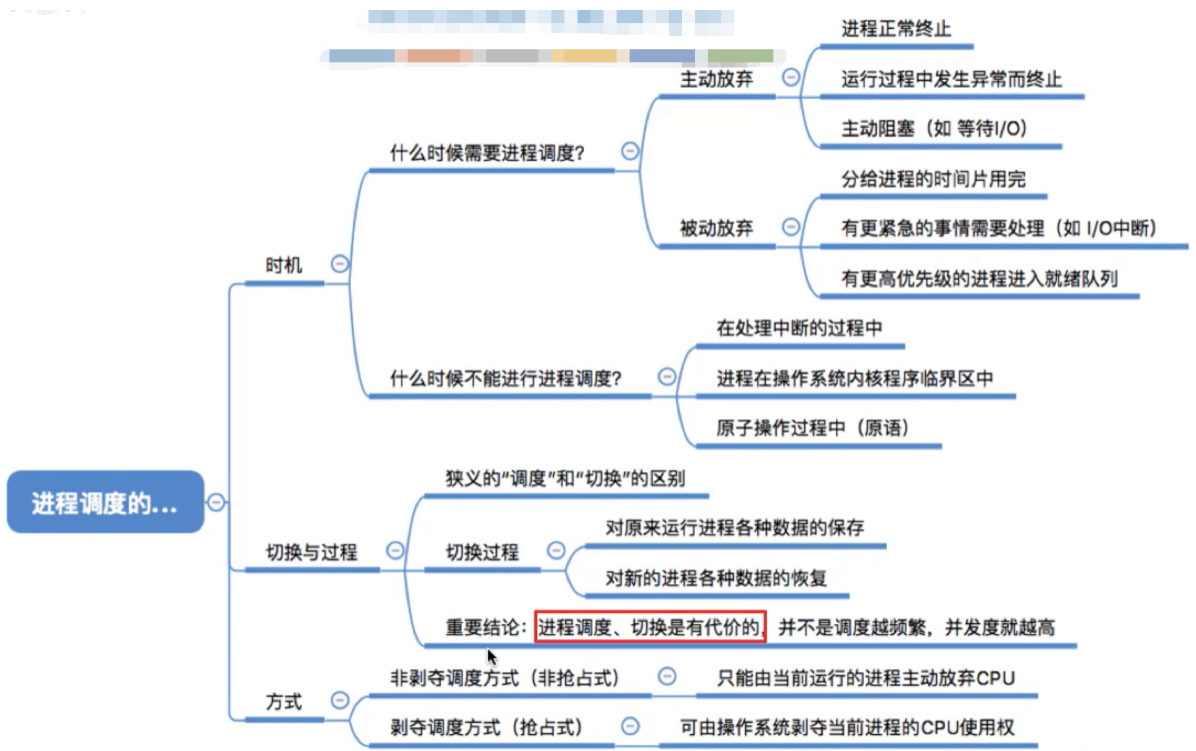 进程正常终止
主动放弃
运行过程中发生异常而终止
主动阻塞（如 等待I/O）
什么时候需要进程调度？
分给进程的时间片用完
被动放弃
有更紧急的事情需要处理（如 I/O中断）
有更高优先级的进程进入就绪队列
时机
在处理中断的过程中
什么时候不能进行进程调度？
进程在操作系统内核程序临界区中
原子操作过程中（原语）
进程调度的...
狭义的“调度”和“切换”的区别
切换与过程
切换过程
对原来运行进程各种数据的保存
对新的进程各种数据的恢复
重要结论：进程调度、切换是有代价的，并不是调度越频繁，并发度就越高
方式
非剥夺调度方式（非抢占式）
只能由当前运行的进程主动放弃CPU
剥夺调度方式（抢占式）
可由操作系统剥夺当前进程的CPU使用权